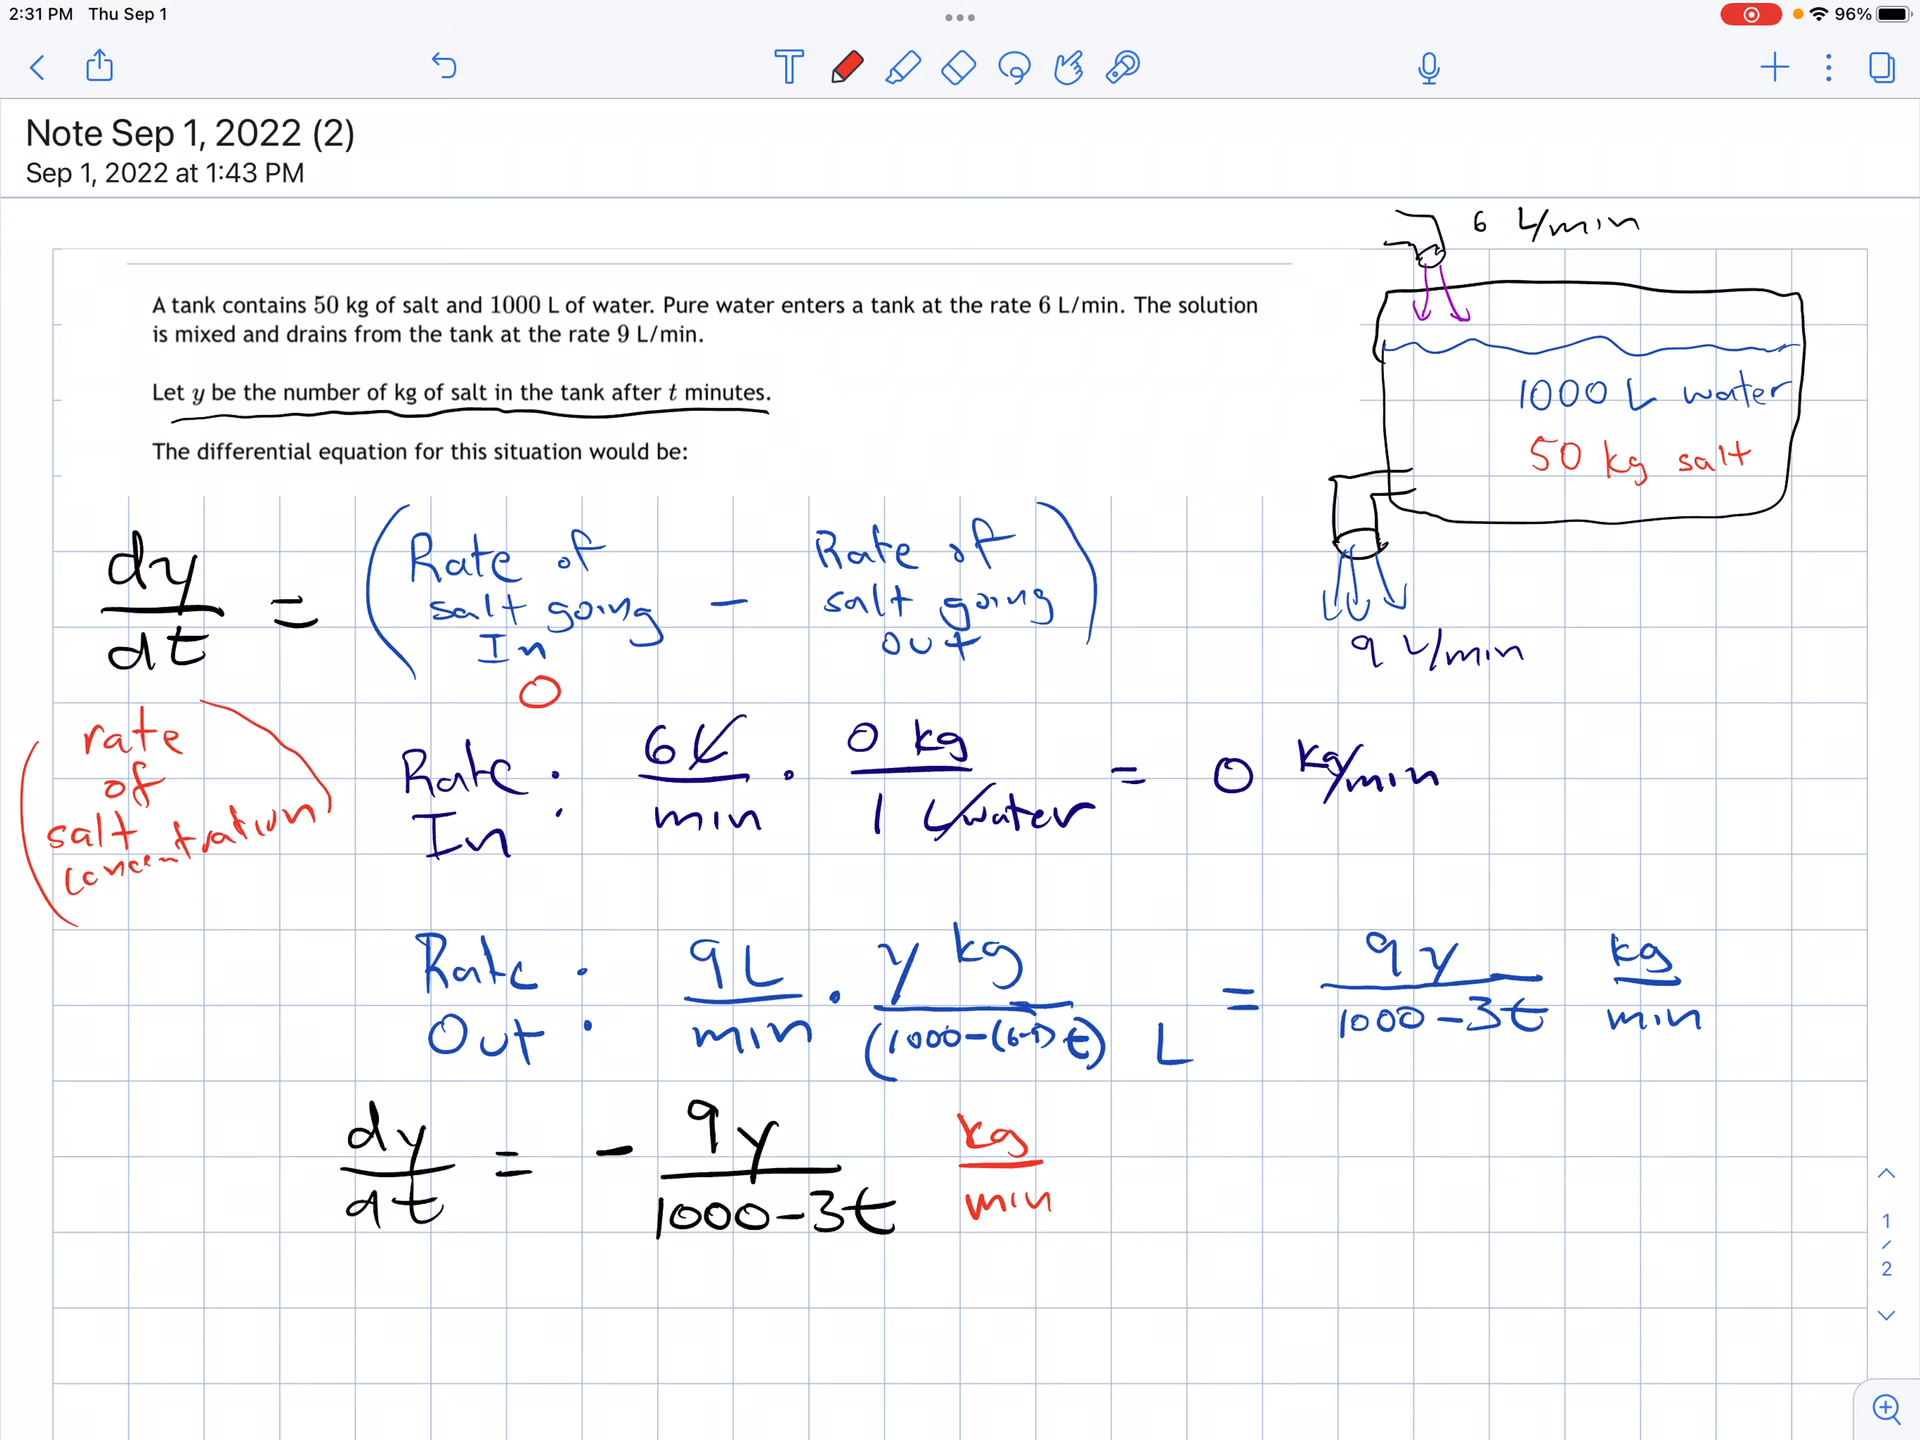 2:31 PM Thu Sep 1
96%
Note Sep 1, 2022 (2)
Sep 1, 2022 at 1:43 PM
6 L/min
A tank contains 50 kg of salt and 1000 L of water. Pure water enters a tank at the rate 6 L/min. The solution
is mixed and drains from the tank at the rate 9 L/min.
Let y be the number of kg of salt in the tank after t minutes.
The differential equation for this situation would be:
1000 L water
50 kg salt
9 L/min
dy/dt = (Rate of salt going In - Rate of salt going out)
0
(rate of salt concentration)
Rate In : 6 L/min · 0 kg/1 L water = 0 kg/min
Rate Out : 9 L/min · y kg/(1000-(6-9)t) L = 9y/1000-3t kg/min
dy/dt = - 9y/1000-3t kg/min
1/2